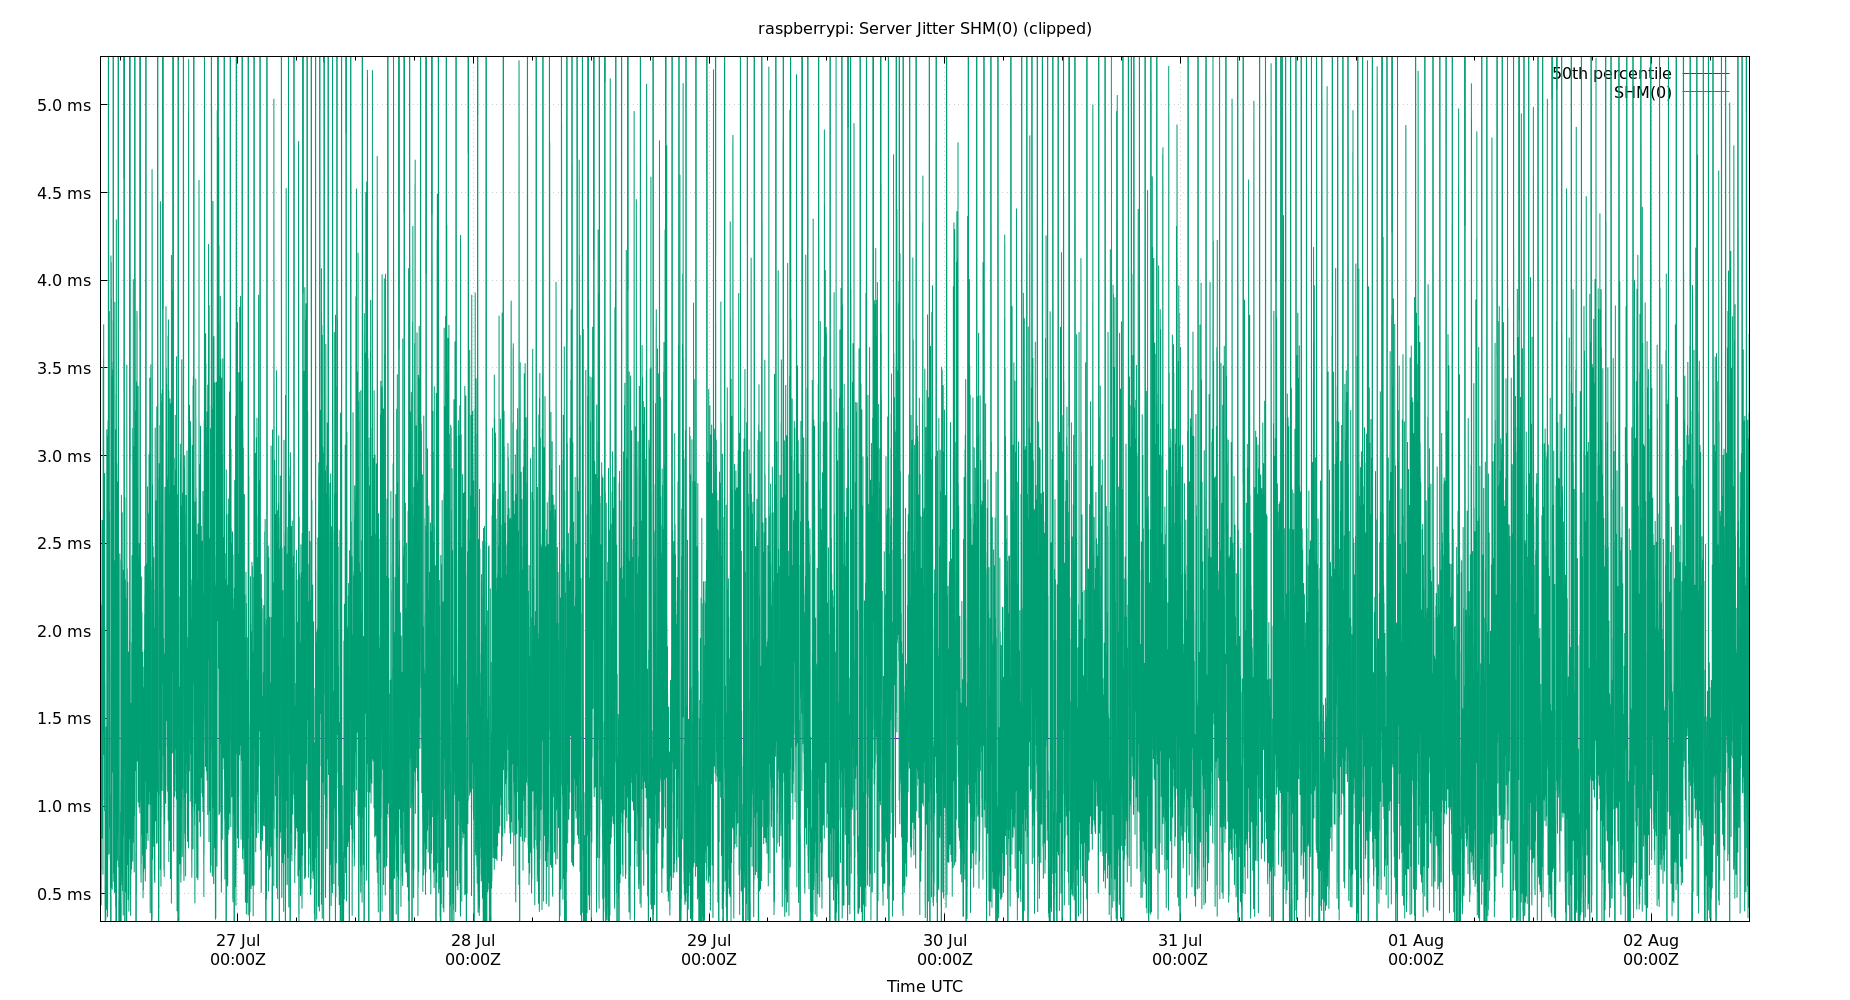 raspberrypi: Server Jitter SHM(0) (clipped)
50th percentile
SHM(0)
5.0 ms
4.5 ms
4.0 ms
3.5 ms
3.0 ms
2.5 ms
2.0 ms
1.5 ms
1.0 ms
0.5 ms
27 Jul 28 Jul 29 Jul 30 Jul 31 Jul 01 Aug 02 Aug
00:00Z 00:00Z 00:00Z 00:00Z 00:00Z 00:00Z 00:00Z
Time UTC